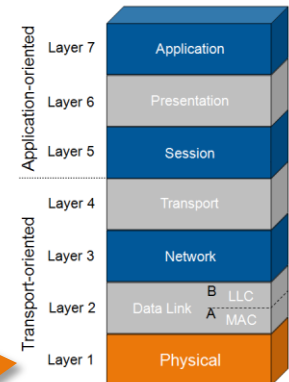 Application-oriented
Layer 7 Application
Layer 6 Presentation
Layer 5 Session
Transport-oriented
Layer 4 Transport
Layer 3 Network
Layer 2 Data Link B LLC
A MAC
Layer 1 Physical